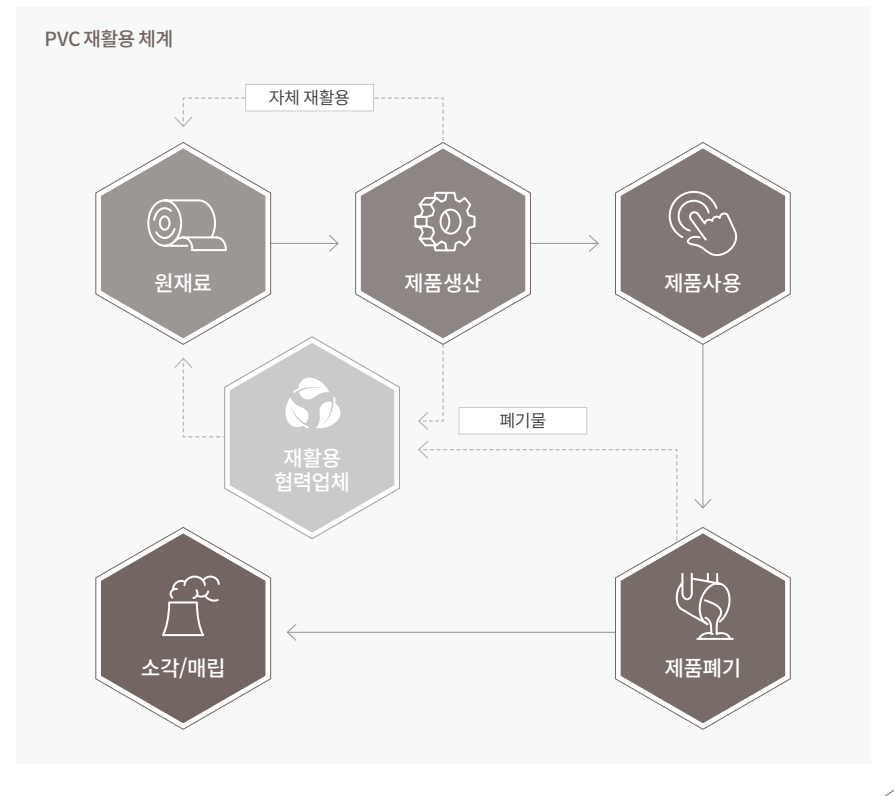 PVC 재활용 체계
자체 재활용
원재료
제품생산
제품사용
폐기물
재활용
협력업체
소각/매립
제품폐기